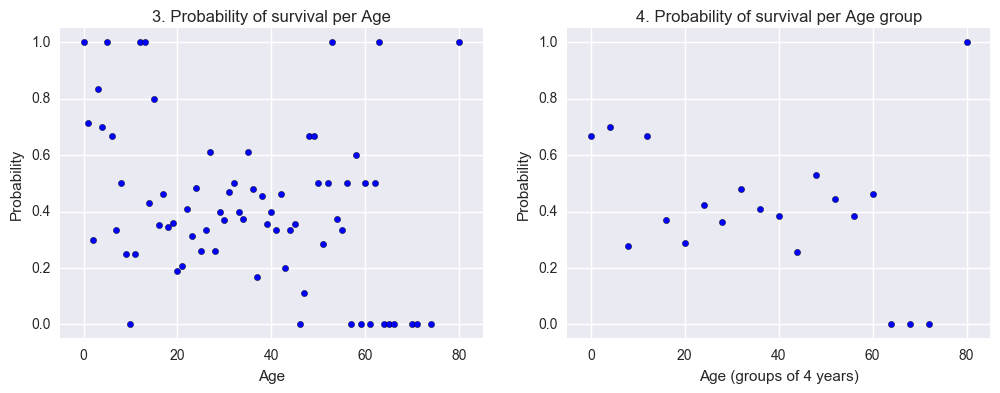 3. Probability of survival per Age
1.0
0.8
0.6
0.4
0.2
0.0
Probability
0 20 40 60 80
Age
4. Probability of survival per Age group
1.0
0.8
0.6
0.4
0.2
0.0
Probability
0 20 40 60 80
Age (groups of 4 years)